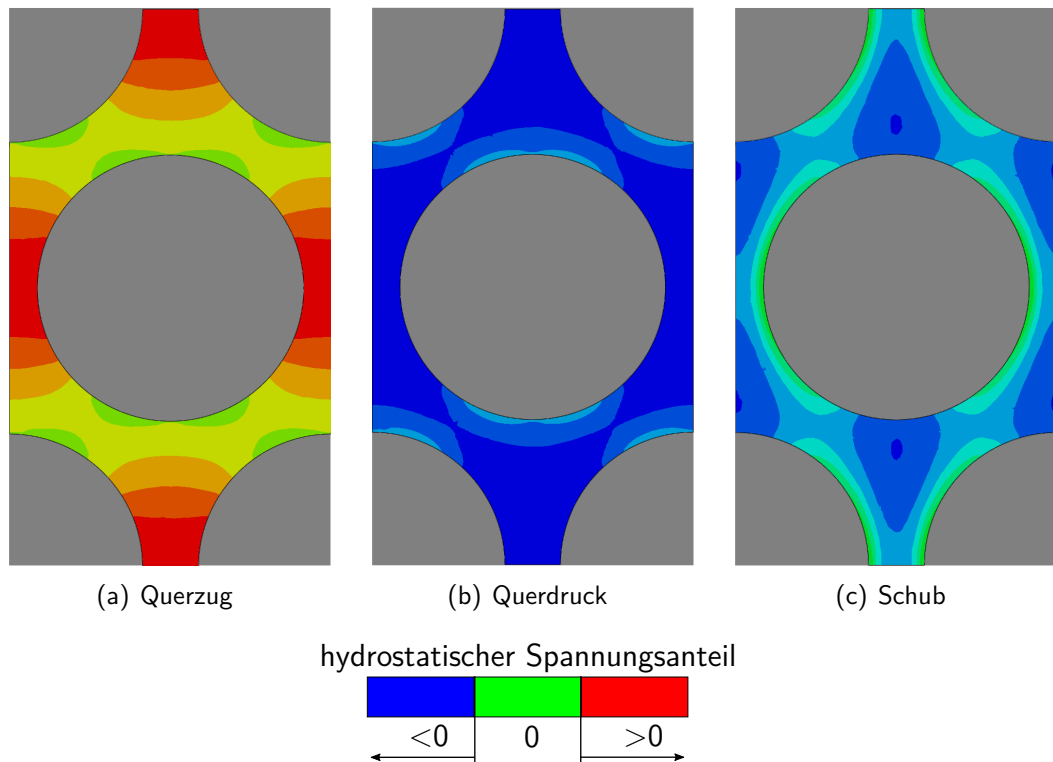 (a) Querzug
(b) Querdruck
(c) Schub
hydrostatischer Spannungsanteil
<0 0 >0